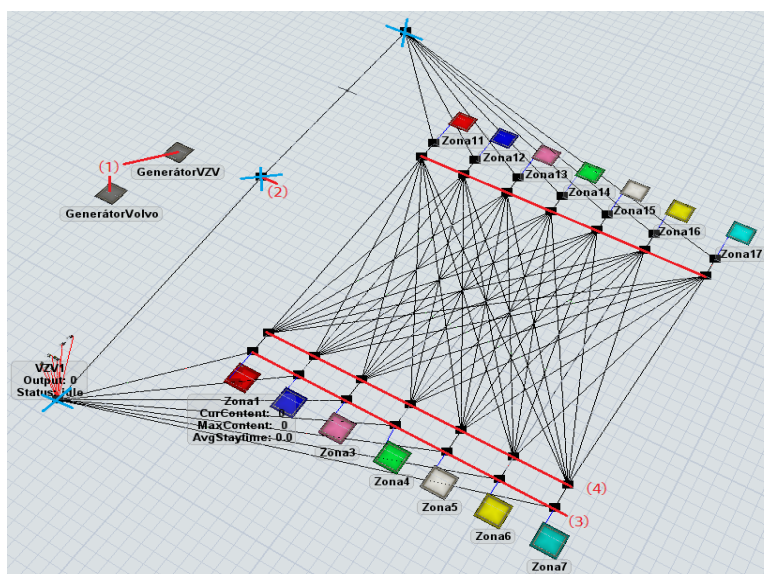 Zona11
Zona12
Zona13
Zona14
Zona15
Zona16
Zona17
(1)
GenerátorVZV
(2)
GenerátorVolvo
VZV1
Output: 0
Status: idle
Zona1
CurContent: 0
MaxContent: 0
AvgStaytime: 0.0
Zona3
Zona4
Zona5
Zona6
Zona7
(4)
(3)